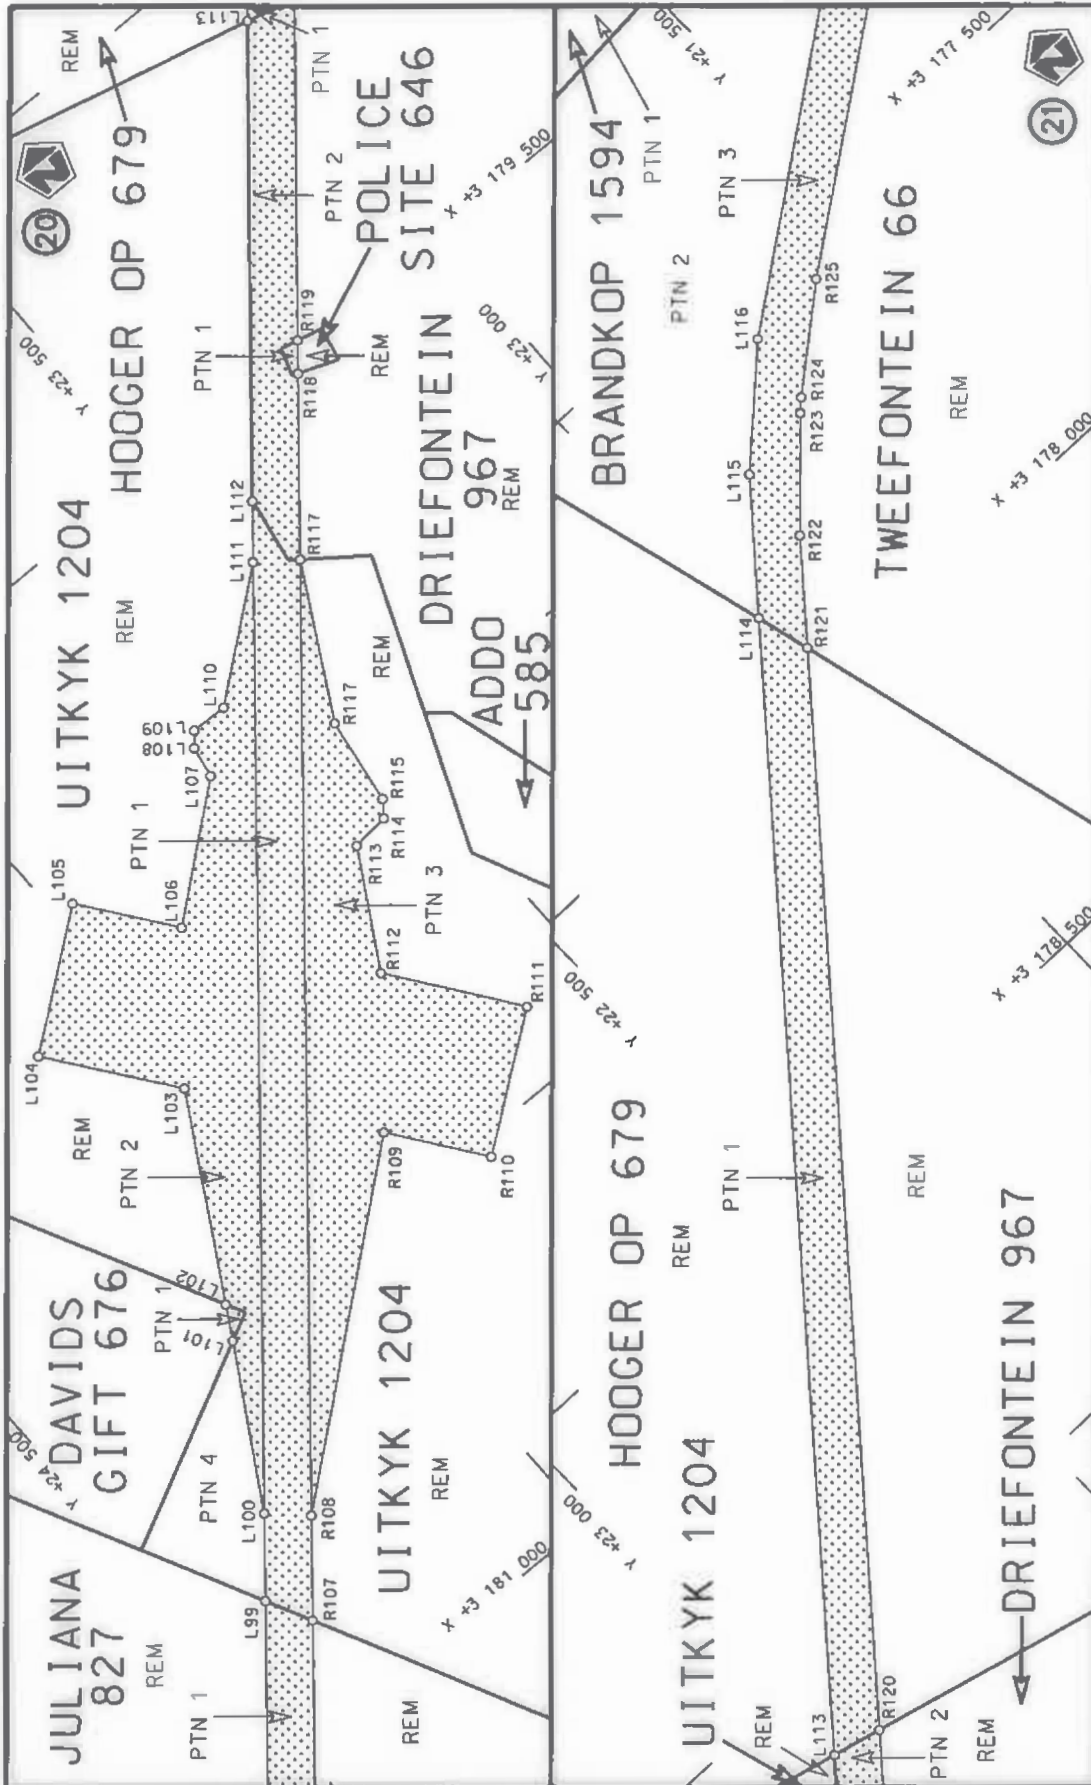 JULIANA
827
REM
PTN 1
REM
Y +24 500
DAVIDS
GIFT 676
PTN 4
PTN 1
L99
L100
L101
L102
R107
R108
UITKYK 1204
REM
X +3 181 000
PTN 2
REM
L103
L104
L105
L106
L107
L108
L109
L110
L111
L112
PTN 1
UITKYK 1204
REM
R109
R110
R111
R112
R113
R114
R115
R117
R117
PTN 3
REM
ADDO
585
DRIEFONTEIN
967
REM
Y +23 500
HOOGER OP 679
REM
PTN 1
R118
R119
REM
POLICE
SITE 646
PTN 2
PTN 1
L113
X +3 179 500
Y +23 000
Y +22 500
20
UITKYK 1204
REM
L113
R120
PTN 2
REM
DRIEFONTEIN 967
Y +23 000
HOOGER OP 679
REM
PTN 1
REM
X +3 178 500
L114
R121
R122
R123
R124
R125
L115
L116
BRANDKOP 1594
PTN 2
PTN 1
PTN 3
TWEEFONTEIN 66
REM
X +3 178 000
Y +21 500
X +3 177 500
21